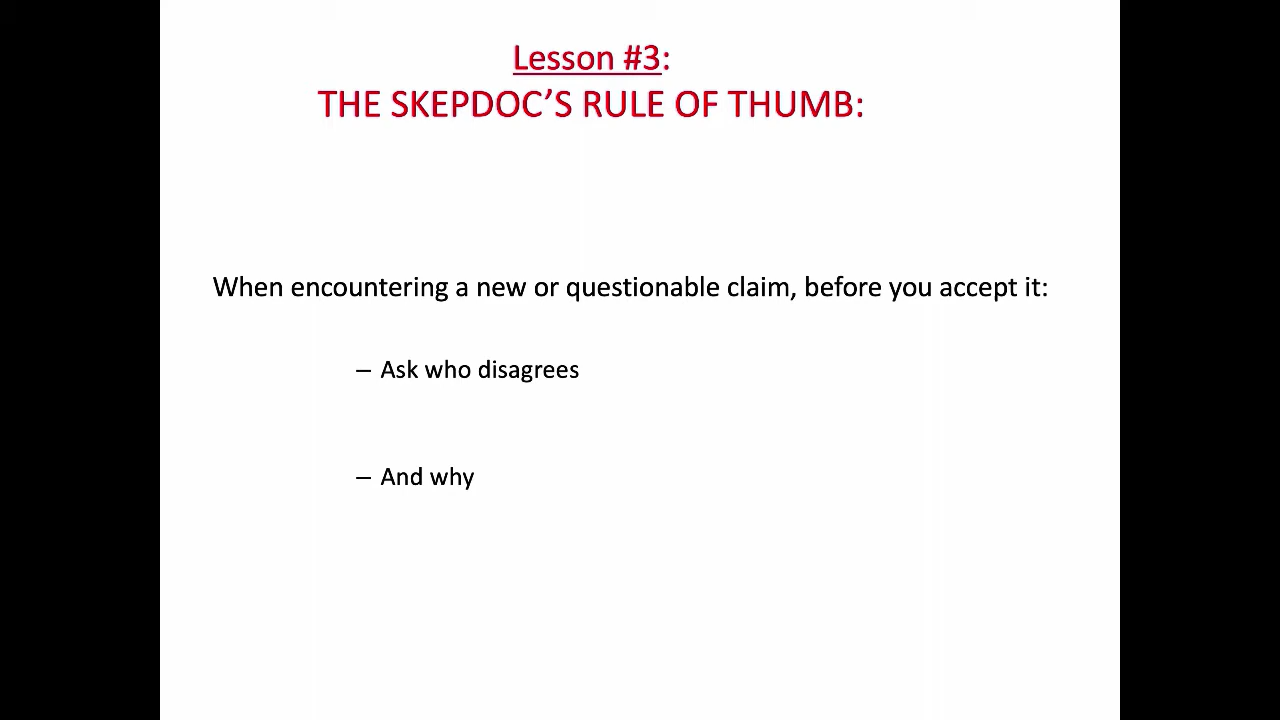 Lesson #3:
THE SKEPDOC’S RULE OF THUMB:
When encountering a new or questionable claim, before you accept it:
– Ask who disagrees
– And why